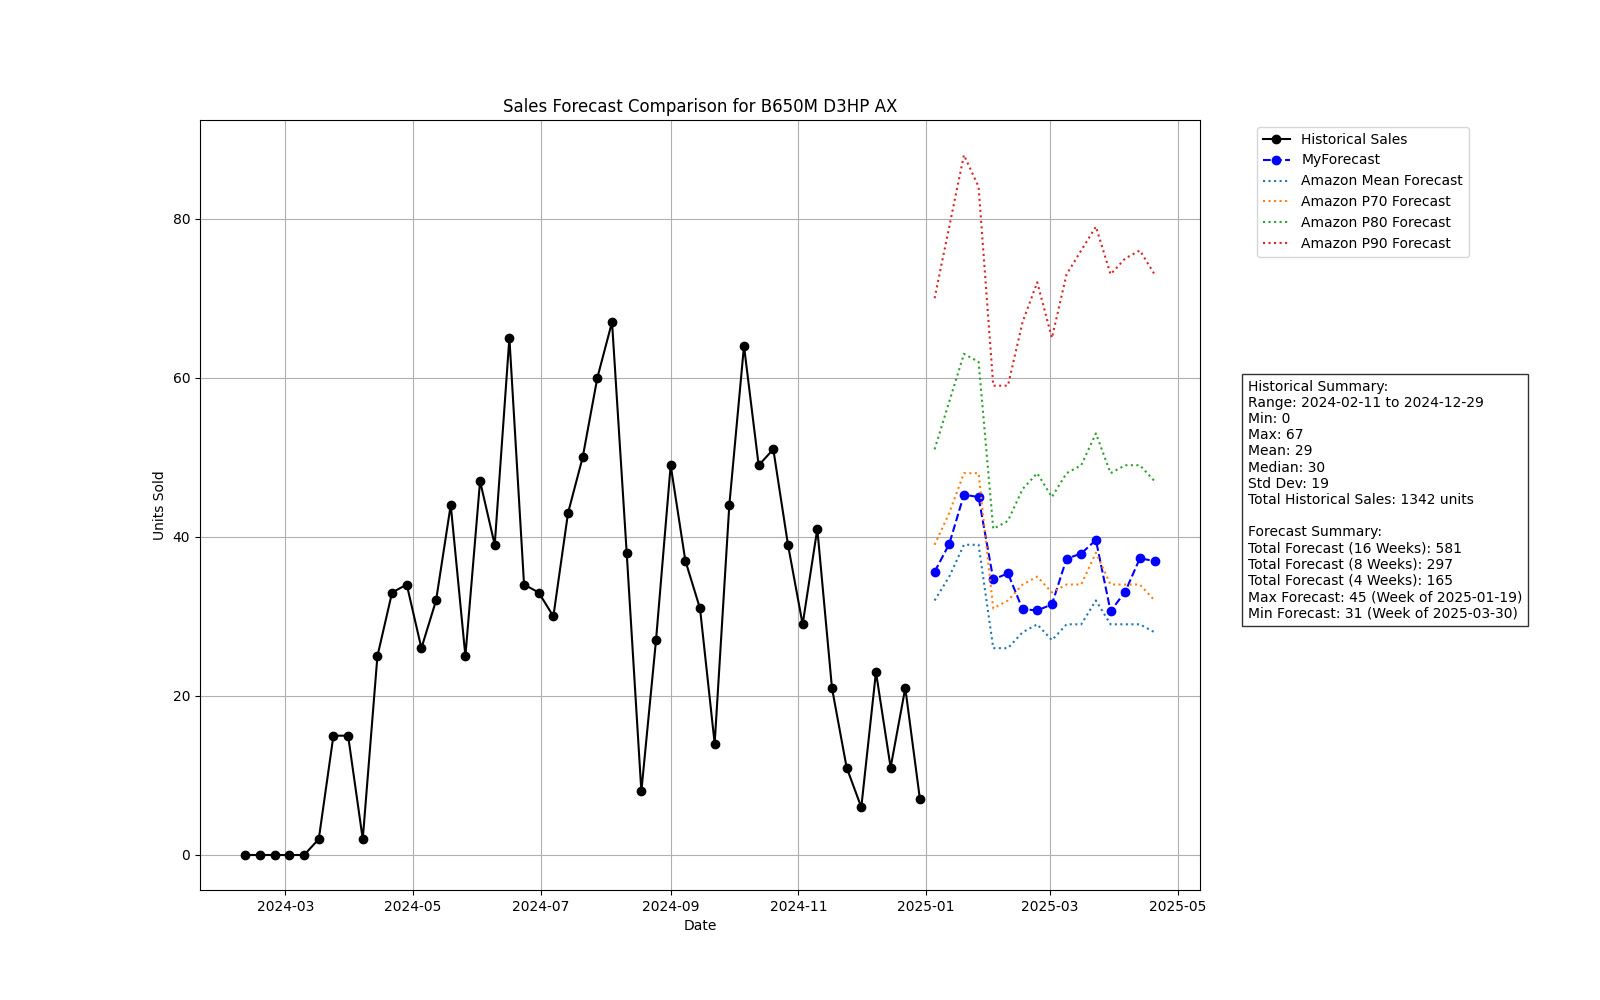 Sales Forecast Comparison for B650M D3HP AX
Historical Sales
MyForecast
Amazon Mean Forecast
Amazon P70 Forecast
Amazon P80 Forecast
Amazon P90 Forecast
80
60
40
20
0
Units Sold
Historical Summary:
Range: 2024-02-11 to 2024-12-29
Min: 0
Max: 67
Mean: 29
Median: 30
Std Dev: 19
Total Historical Sales: 1342 units
Forecast Summary:
Total Forecast (16 Weeks): 581
Total Forecast (8 Weeks): 297
Total Forecast (4 Weeks): 165
Max Forecast: 45 (Week of 2025-01-19)
Min Forecast: 31 (Week of 2025-03-30)
2024-03 2024-05 2024-07 2024-09 2024-11 2025-01 2025-03 2025-05
Date